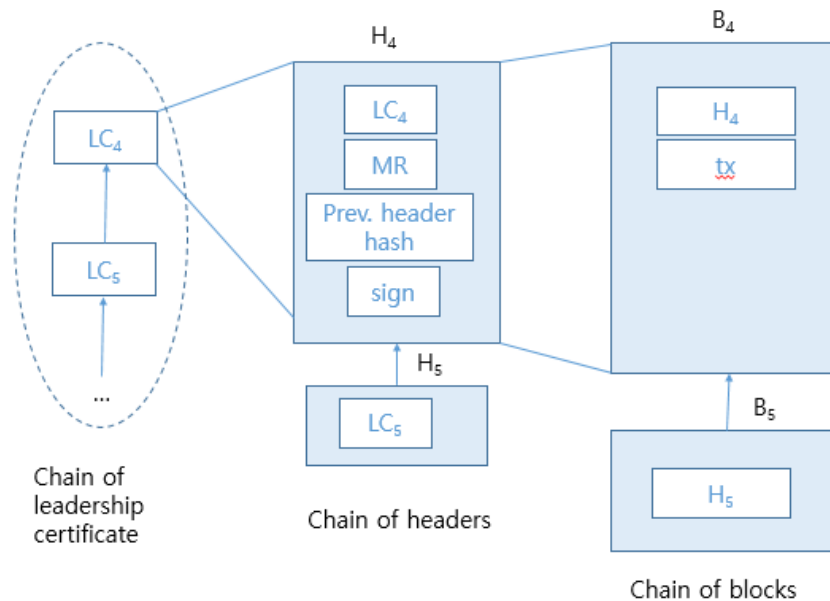 LC₄
LC₅
...
Chain of
leadership
certificate
H₄
LC₄
MR
Prev. header
hash
sign
H₅
LC₅
Chain of headers
B₄
H₄
tx
B₅
H₅
Chain of blocks